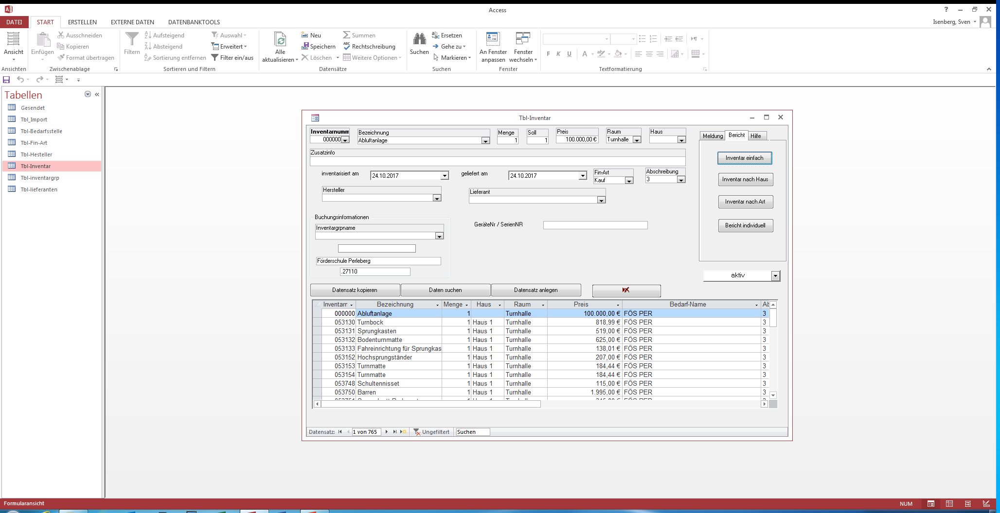 Access
?
DATEI START ERSTELLEN EXTERNE DATEN DATENBANKTOOLS
Isenberg, Sven
Ansicht
Ansichten
Einfügen
Ausschneiden
Kopieren
Format übertragen
Zwischenablage
Filtern
Aufsteigend
Absteigend
Sortierung entfernen
Auswahl
Erweitert
Filter ein/aus
Sortieren und Filtern
Alle
aktualisieren
Neu
Speichern
Löschen
Summen
Rechtschreibung
Weitere Optionen
Datensätze
Suchen
Ersetzen
Gehe zu
Markieren
Suchen
An Fenster
anpassen
Fenster
wechseln
Fenster
F K U
Textformatierung
Tabellen
Gesendet
Tbl_Import
Tbl-Bedarfsstelle
Tbl-Fin-Art
Tbl-Hesteller
Tbl-Inventar
Tbl-inventargrp
Tbl-lieferanten
Tbl-Inventar
Inventarnumm
000000
Bezeichnung
Abluftanlage
Menge
1
Soll
1
Preis
100.000,00 €
Raum
Turnhalle
Haus
Zusatzinfo
inventarisiert am 24.10.2017
geliefert am 24.10.2017
Fin-Art
Kauf
Abschreibung
3
Hersteller
Lieferant
Buchungsinformationen
Inventargrpname
Förderschule Perleberg
.27110
GeräteNr / SerienNR
Meldung Bericht Hilfe
Inventar einfach
Inventar nach Haus
Inventar nach Art
Bericht individuell
aktiv
Datensatz kopieren Daten suchen Datensatz anlegen
Inventarr Bezeichnung Menge Haus Raum Preis Bedarf-Name
000000 Abluftanlage 1 Turnhalle 100.000,00 € FÖS PER 3
053130 Turnbock 1 Haus 1 Turnhalle 818,99 € FÖS PER 3
053131 Sprungkasten 1 Haus 1 Turnhalle 519,00 € FÖS PER 3
053132 Bodenturnmatte 1 Haus 1 Turnhalle 625,00 € FÖS PER 3
053133 Fahreinrichtung für Sprungkas 1 Haus 1 Turnhalle 138,01 € FÖS PER 3
053152 Hochsprungständer 1 Haus 1 Turnhalle 207,00 € FÖS PER 3
053153 Turnmatte 1 Haus 1 Turnhalle 184,44 € FÖS PER 3
053154 Turnmatte 1 Haus 1 Turnhalle 184,44 € FÖS PER 3
053748 Schultennisset 1 Haus 1 Turnhalle 115,00 € FÖS PER 3
053750 Barren 1 Haus 1 Turnhalle 1.995,00 € FÖS PER 3
Datensatz: 1 von 765 Ungefiltert Suchen
Formularansicht
NUM